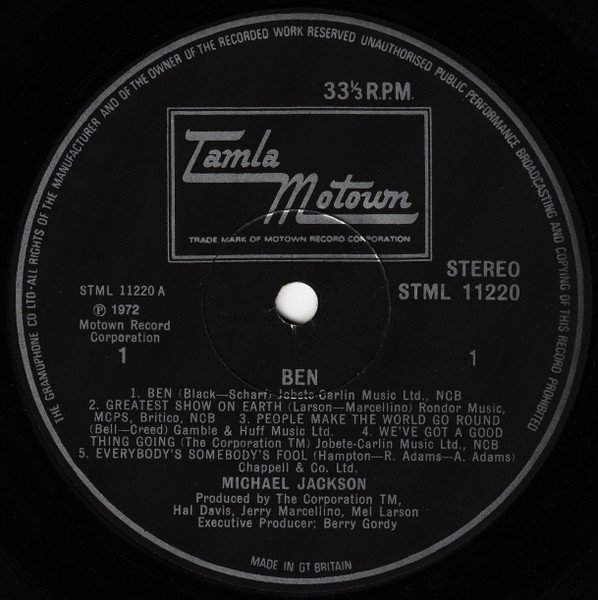 THE GRAMOPHONE CO LTD·ALL RIGHTS OF THE MANUFACTURER AND OF THE OWNER OF THE RECORDED WORK RESERVED UNAUTHORISED PUBLIC PERFORMANCE BROADCASTING AND COPYING OF THIS RECORD PROHIBITED
33⅓ R.P.M.
Tamla
Motown
TRADE MARK OF MOTOWN RECORD CORPORATION
STEREO
STML 11220
STML 11220 A
℗ 1972
Motown Record
Corporation
1
1
BEN
1. BEN (Black—Scharf) Jobete-Carlin Music Ltd., NCB
2. GREATEST SHOW ON EARTH (Larson—Marcellino) Rondor Music,
MCPS, Britico, NCB 3. PEOPLE MAKE THE WORLD GO ROUND
(Bell—Creed) Gamble & Huff Music Ltd. 4. WE'VE GOT A GOOD
THING GOING (The Corporation TM) Jobete-Carlin Music Ltd., NCB
5. EVERYBODY'S SOMEBODY'S FOOL (Hampton—R. Adams—A. Adams)
Chappell & Co. Ltd.
MICHAEL JACKSON
Produced by The Corporation TM,
Hal Davis, Jerry Marcellino, Mel Larson
Executive Producer: Berry Gordy
MADE IN GT BRITAIN